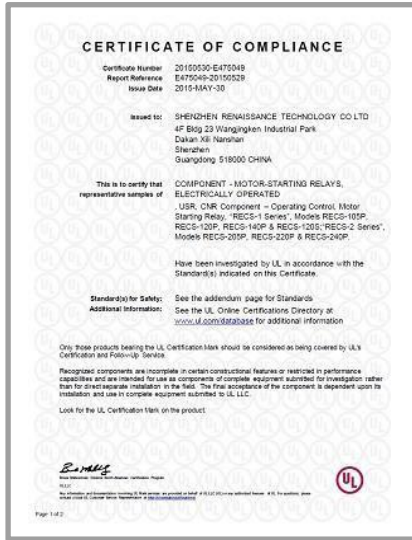 CERTIFICATE OF COMPLIANCE
Certificate Number 20150530-E475049
Report Reference E475049-20150529
Issue Date 2015-MAY-30
Issued to: SHENZHEN RENAISSANCE TECHNOLOGY CO LTD
4F Bldg 23 Wangjingken Industrial Park
Dakan Xili Nanshan
Shenzhen
Guangdong 518000 CHINA
This is to certify that COMPONENT - MOTOR-STARTING RELAYS,
representative samples of ELECTRICALLY OPERATED
, USR, CNR Component – Operating Control, Motor
Starting Relay, "RECS-1 Series", Models RECS-105P,
RECS-120P, RECS-140P & RECS-120S;"RECS-2 Series",
Models RECS-205P, RECS-220P & RECS-240P.
Have been investigated by UL in accordance with the
Standard(s) indicated on this Certificate.
Standard(s) for Safety: See the addendum page for Standards
Additional Information: See the UL Online Certifications Directory at
www.ul.com/database for additional information
Only those products bearing the UL Certification Mark should be considered as being covered by UL's
Certification and Follow-Up Service.
Recognized components are incomplete in certain constructional features or restricted in performance
capabilities and are intended for use as components of complete equipment submitted for investigation rather
than for direct separate installation in the field. The final acceptance of the component is dependent upon its
installation and use in complete equipment submitted to UL LLC.
Look for the UL Certification Mark on the product.
UL
Page 1 of 2